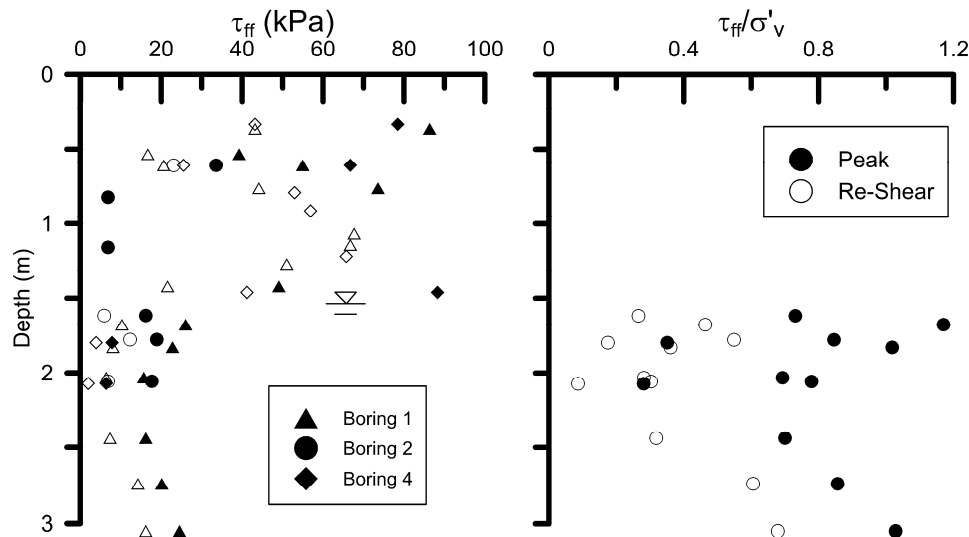 τff (kPa)
0 20 40 60 80 100
0
1
2
3
Depth (m)
Boring 1
Boring 2
Boring 4
τff/σ'v
0 0.4 0.8 1.2
Peak
Re-Shear